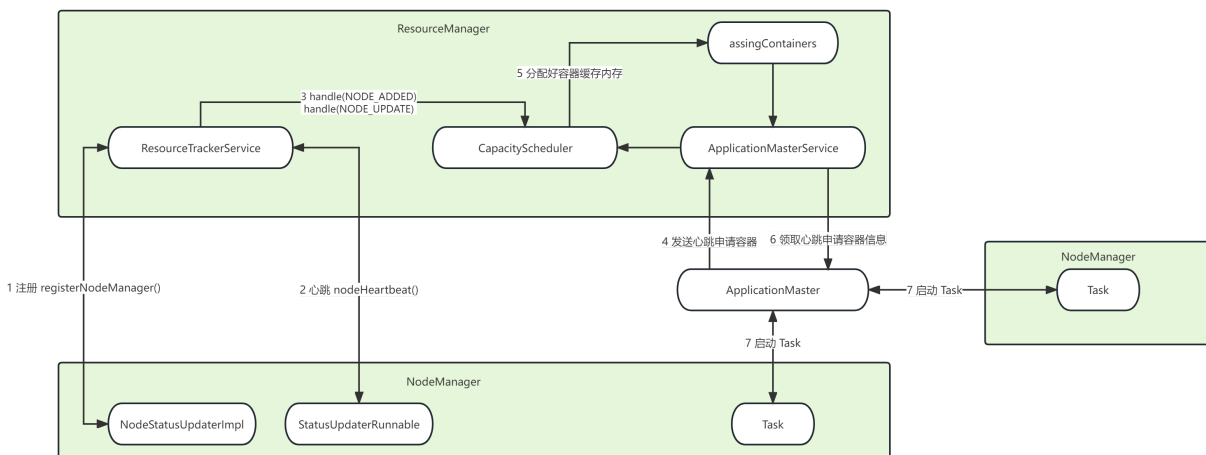 ResourceManager
assingContainers
5 分配好容器缓存内存
3 handle(NODE_ADDED)
handle(NODE_UPDATE)
ResourceTrackerService
CapacityScheduler
ApplicationMasterService
4 发送心跳申请容器
6 领取心跳申请容器信息
NodeManager
1 注册 registerNodeManager()
2 心跳 nodeHeartbeat()
ApplicationMaster
7 启动 Task
Task
7 启动 Task
NodeManager
NodeStatusUpdaterImpl
StatusUpdaterRunnable
Task